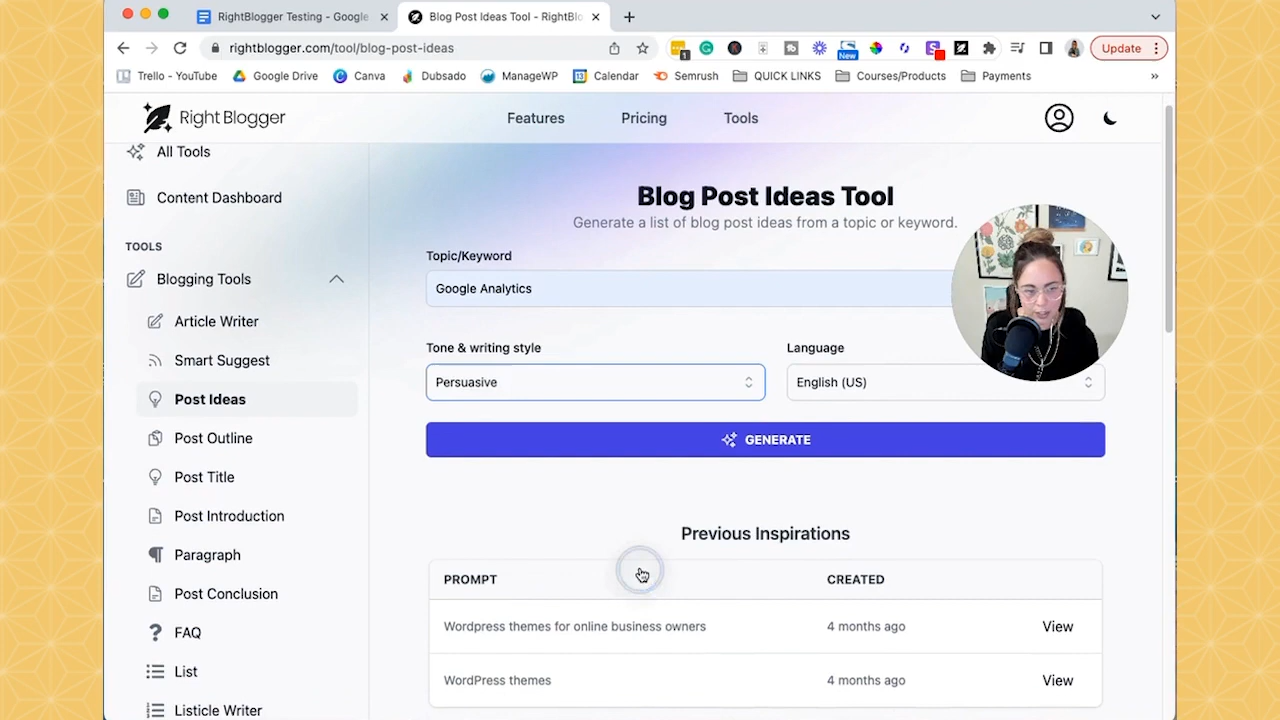 RightBlogger Testing - Google
Blog Post Ideas Tool - RightBlo
rightblogger.com/tool/blog-post-ideas
1
New
Update
Trello - YouTube
Google Drive
Canva
Dubsado
ManageWP
Calendar
Semrush
QUICK LINKS
Courses/Products
Payments
»
Right Blogger
Features
Pricing
Tools
All Tools
Content Dashboard
TOOLS
Blogging Tools
Article Writer
Smart Suggest
Post Ideas
Post Outline
Post Title
Post Introduction
Paragraph
Post Conclusion
FAQ
List
Listicle Writer
Blog Post Ideas Tool
Generate a list of blog post ideas from a topic or keyword.
Topic/Keyword
Google Analytics
Tone & writing style
Language
Persuasive
English (US)
GENERATE
Previous Inspirations
PROMPT
CREATED
Wordpress themes for online business owners
4 months ago
View
WordPress themes
4 months ago
View